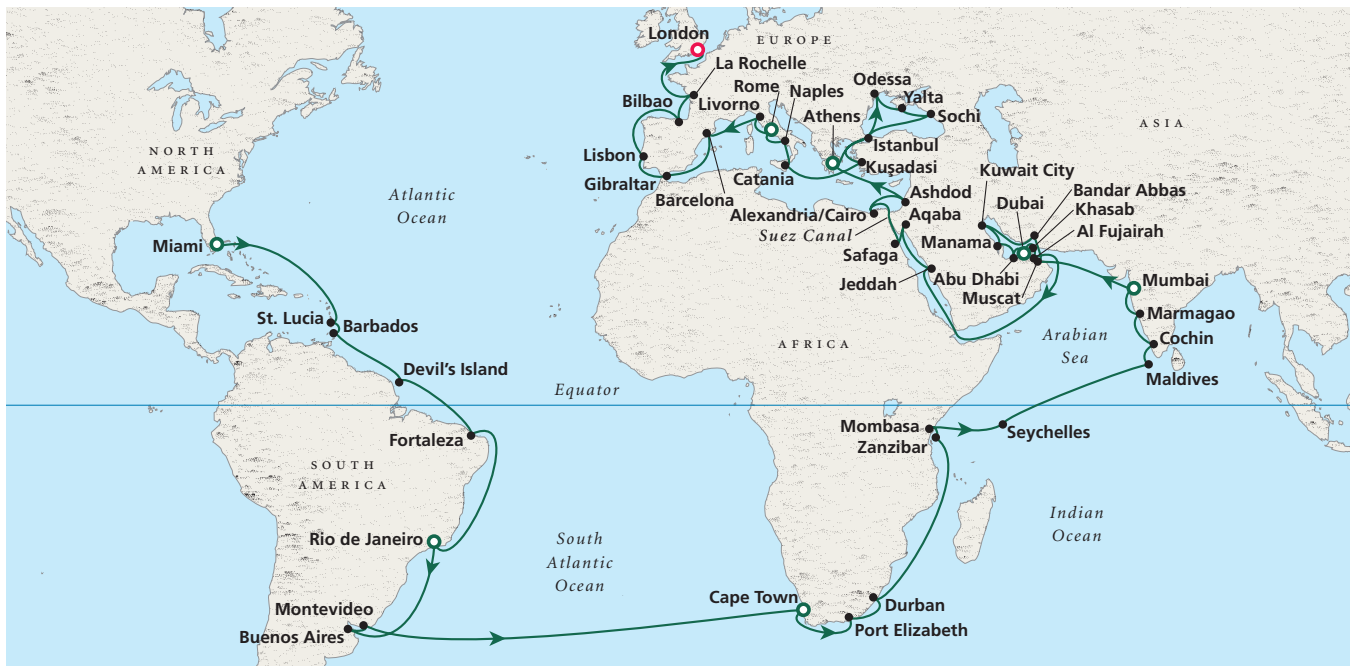 London
EUROPE
La Rochelle
Rome
Odessa
Bilbao
Livorno
Naples
Yalta
Athens
Sochi
ASIA
NORTH
AMERICA
Istanbul
Lisbon
Kuşadasi
Kuwait City
Gibraltar
Catania
Barcelona
Atlantic
Ocean
Ashdod
Bandar Abbas
Dubai
Khasab
Alexandria/Cairo
Aqaba
Suez Canal
Al Fujairah
Miami
Manama
Safaga
Jeddah
Abu Dhabi
Mumbai
Muscat
St. Lucia
Barbados
Marmagao
Arabian
Sea
Cochin
AFRICA
Devil's Island
Maldives
Equator
Fortaleza
Mombasa
Zanzibar
Seychelles
SOUTH
AMERICA
Indian
Ocean
Rio de Janeiro
South
Atlantic
Ocean
Cape Town
Montevideo
Durban
Buenos Aires
Port Elizabeth